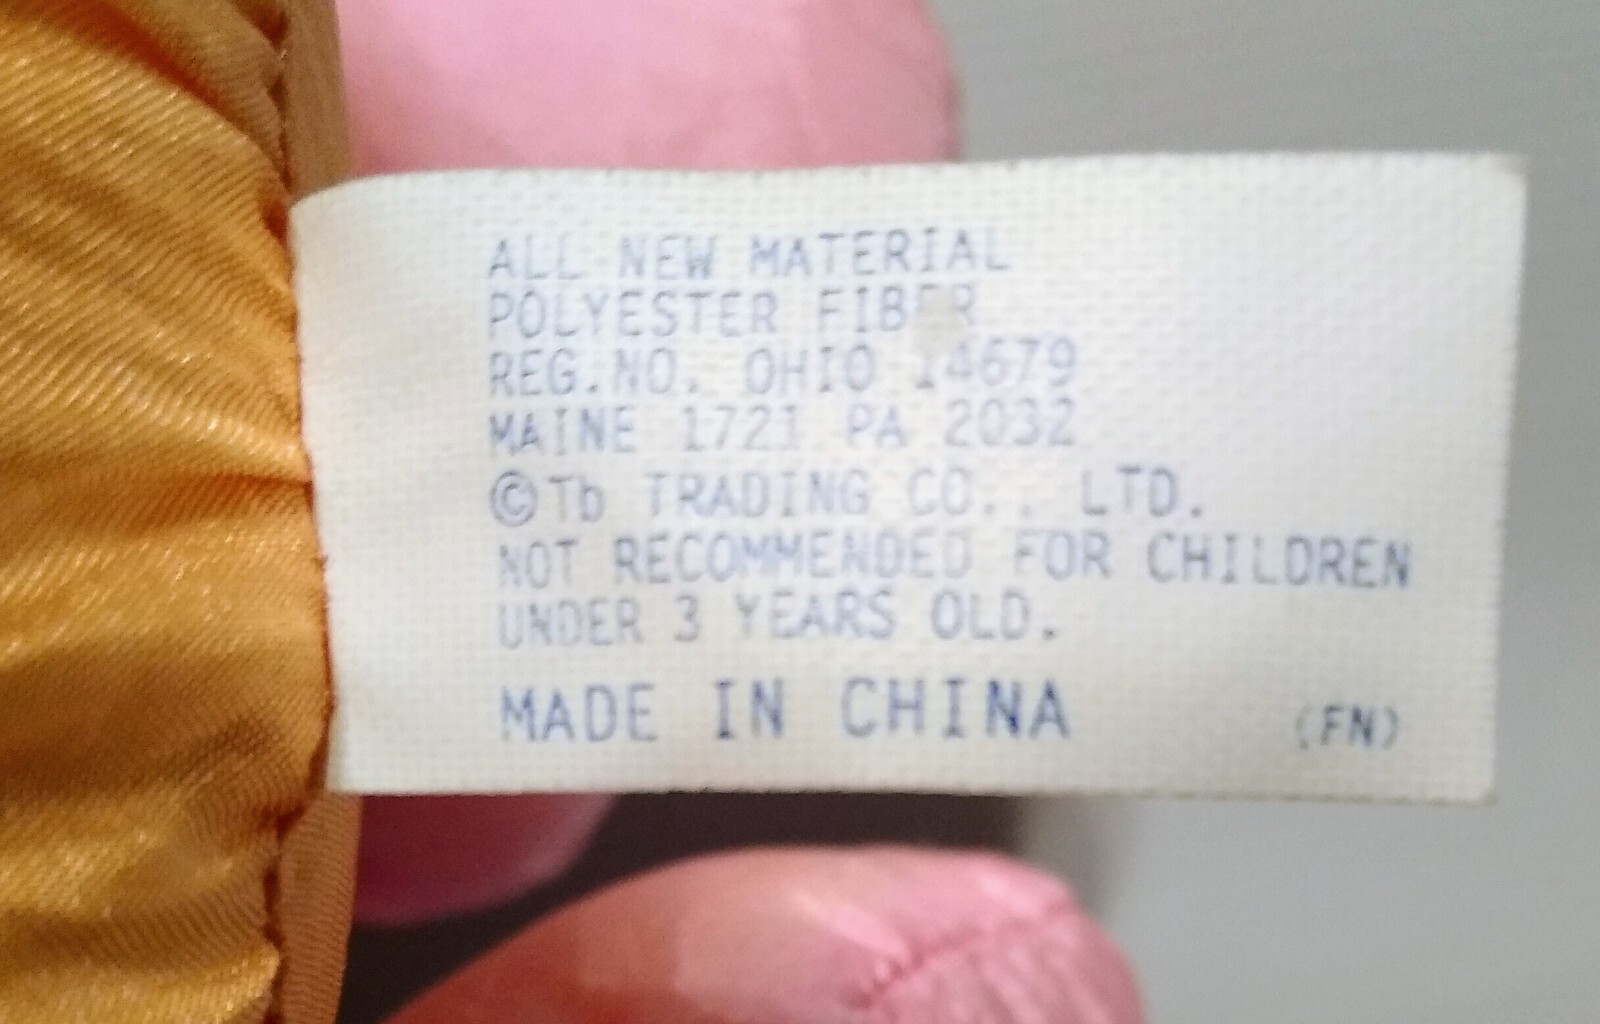 ALL NEW MATERIAL
POLYESTER FIBER
REG.NO. OHIO 14679
MAINE 1721 PA 2032
©Tb TRADING CO., LTD.
NOT RECOMMENDED FOR CHILDREN
UNDER 3 YEARS OLD.
MADE IN CHINA (FN)